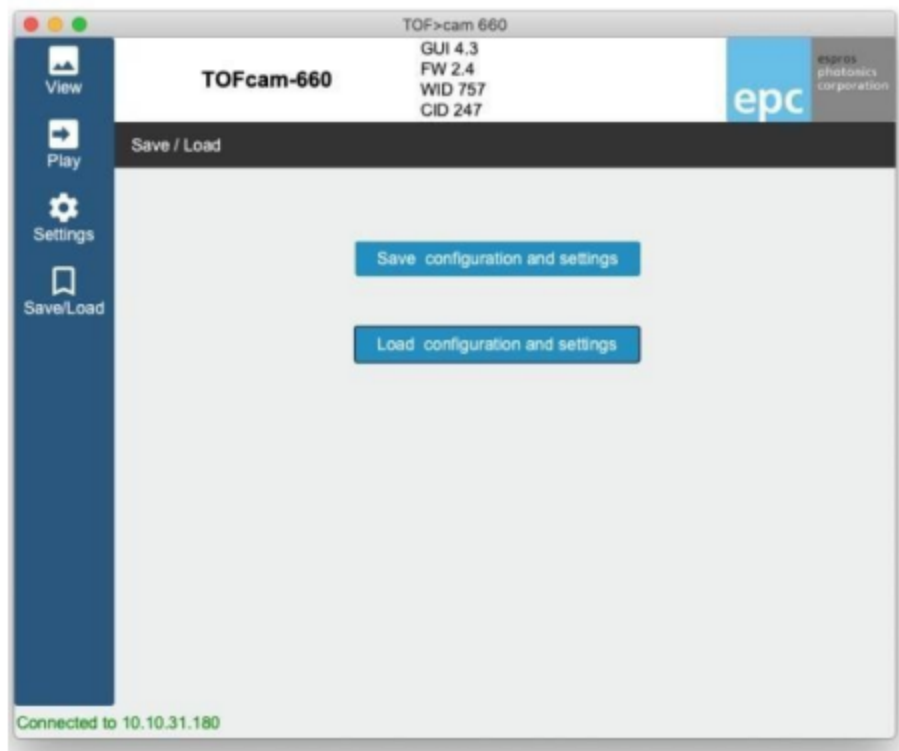 TOF>cam 660
View
Play
Settings
Save/Load
TOFcam-660
GUI 4.3
FW 2.4
WID 757
CID 247
epc
espros
photonics
corporation
Save / Load
Save configuration and settings
Load configuration and settings
Connected to 10.10.31.180